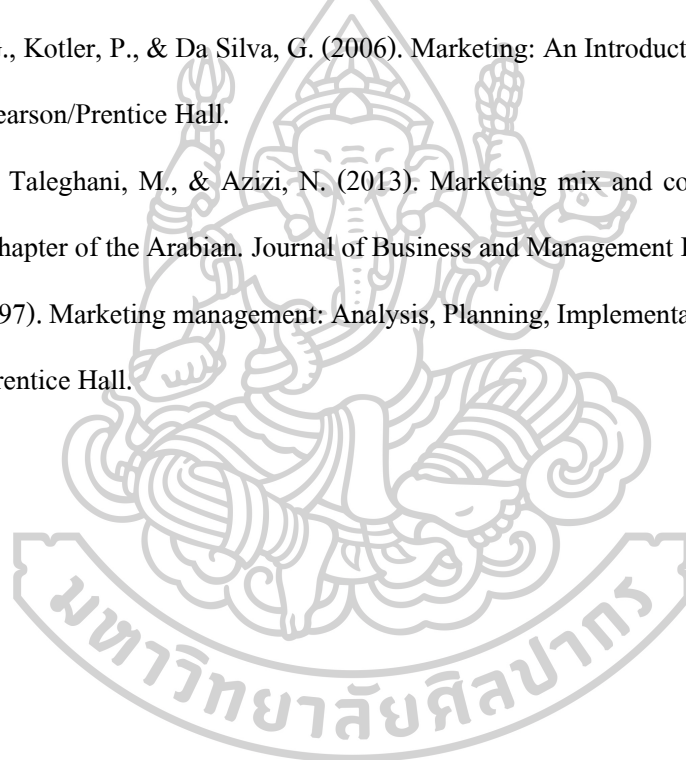 G., Kotler, P., & Da Silva, G. (2006). Marketing: An Introduct
earson/Prentice Hall.
Taleghani, M., & Azizi, N. (2013). Marketing mix and co
hapter of the Arabian. Journal of Business and Management
97). Marketing management: Analysis, Planning, Implementa
rentice Hall.
มหาวิทยาลัยศิลปากร